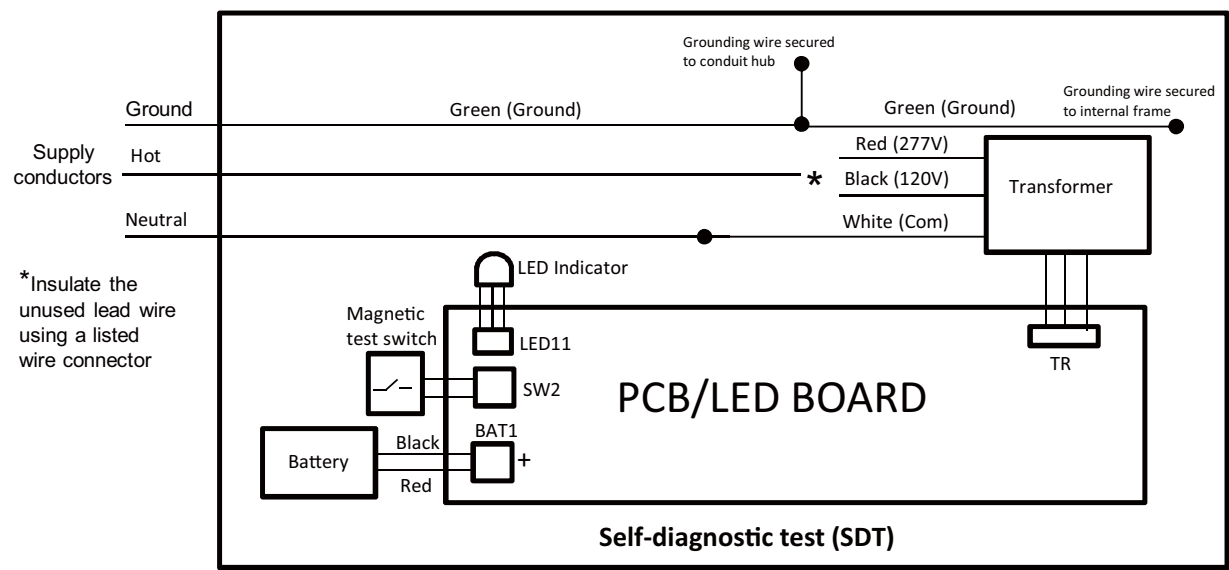 Grounding wire secured
to conduit hub
Grounding wire secured
to internal frame
Ground
Green (Ground)
Green (Ground)
Supply
conductors
Hot
Red (277V)
*
Black (120V)
Transformer
Neutral
White (Com)
*Insulate the
unused lead wire
using a listed
wire connector
LED Indicator
Magnetic
test switch
LED11
TR
SW2
PCB/LED BOARD
BAT1
Battery
Black
+
Red
Self-diagnostic test (SDT)